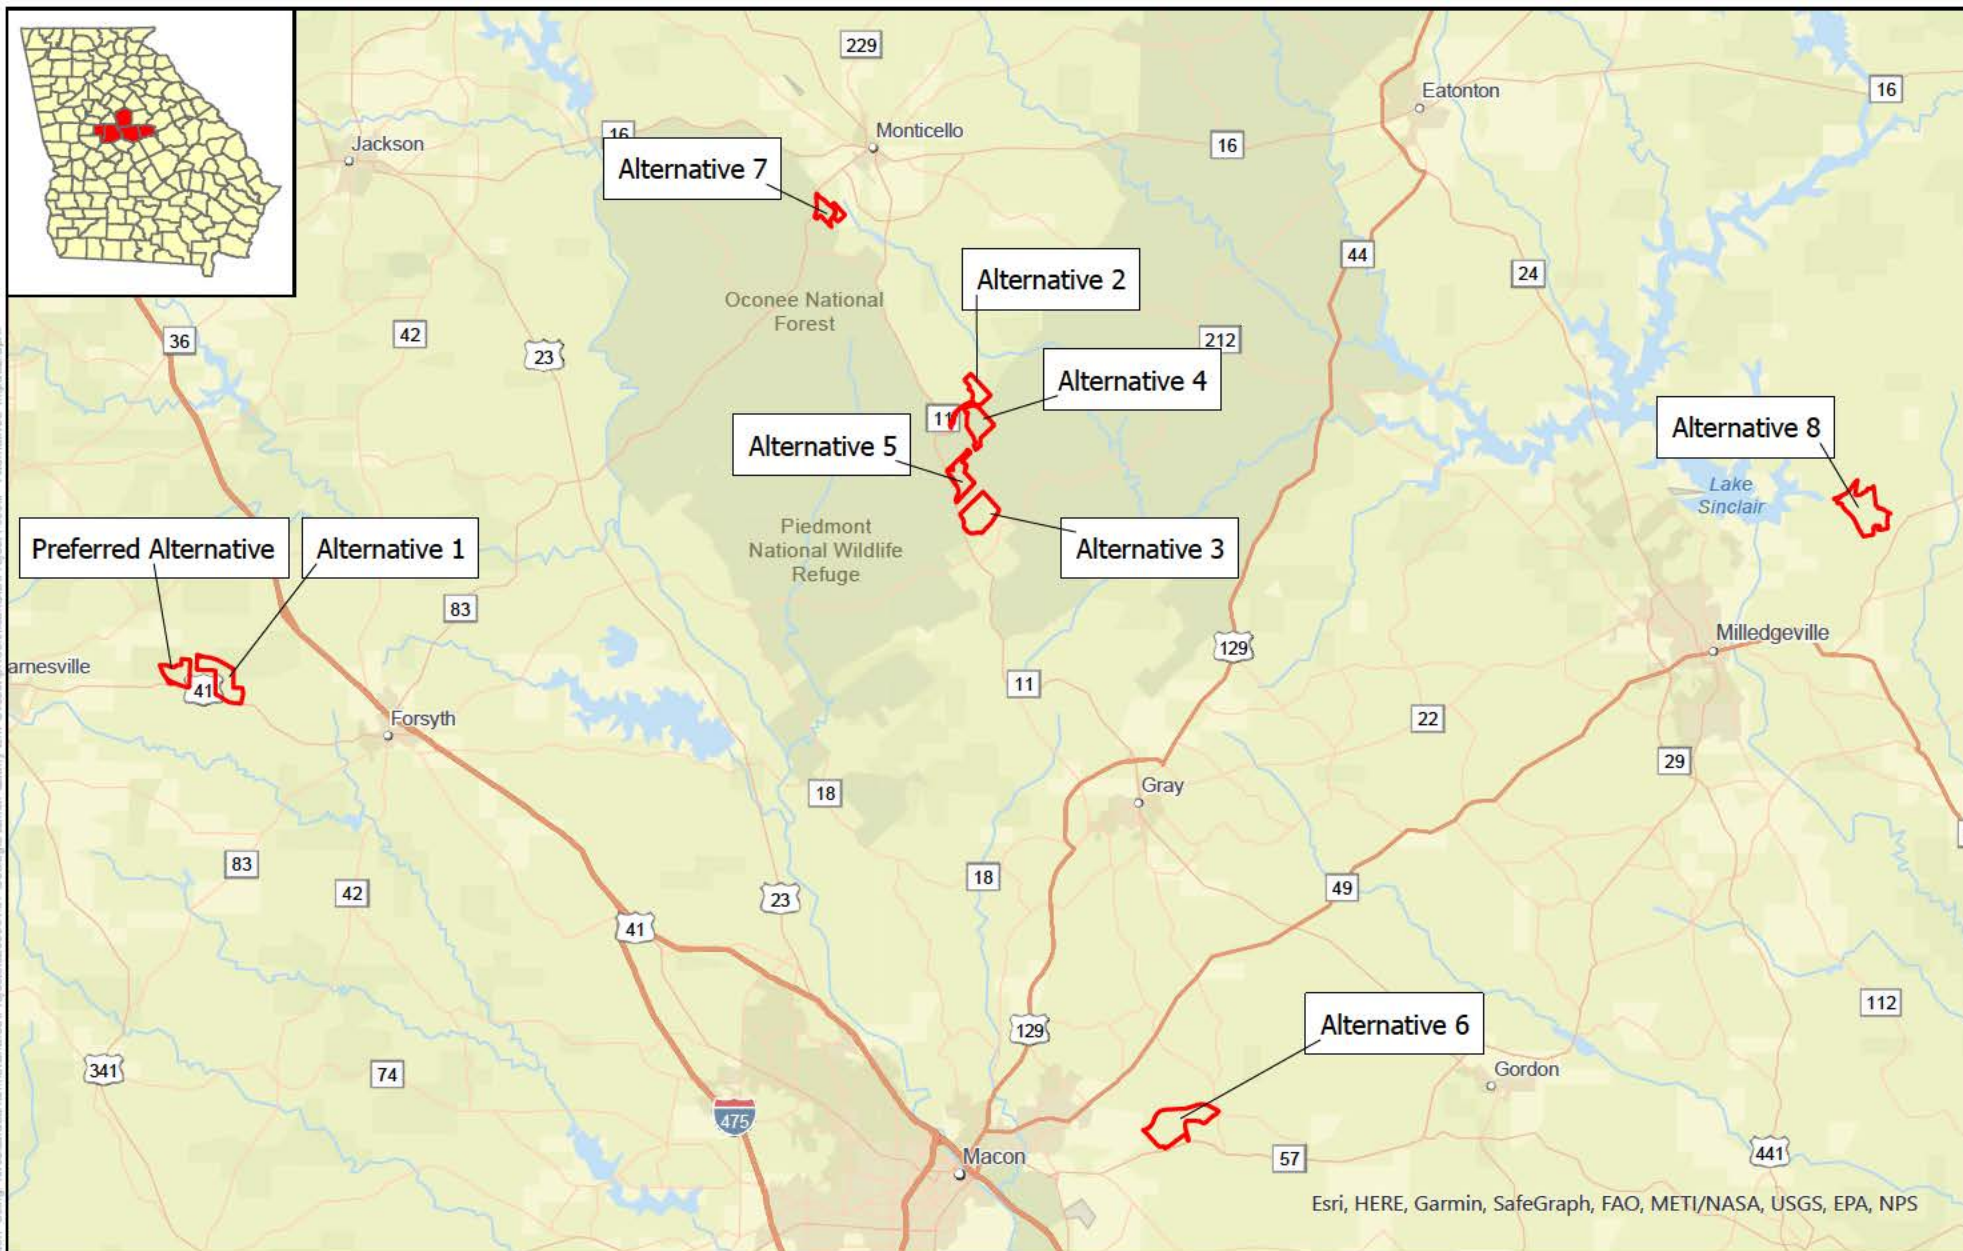 229
Eatonton
16
Jackson
16
Monticello
16
Alternative 7
44
24
Alternative 2
Oconee National
Forest
36
42
23
212
Alternative 4
11
Alternative 5
Alternative 8
Lake
Sinclair
Piedmont
National Wildlife
Refuge
Alternative 3
Preferred Alternative
Alternative 1
83
129
Milledgeville
arnesville
41
11
Forsyth
22
29
18
Gray
83
42
23
18
49
41
112
129
Alternative 6
341
74
Gordon
475
Macon
57
441
Esri, HERE, Garmin, SafeGraph, FAO, METI/NASA, USGS, EPA, NPS